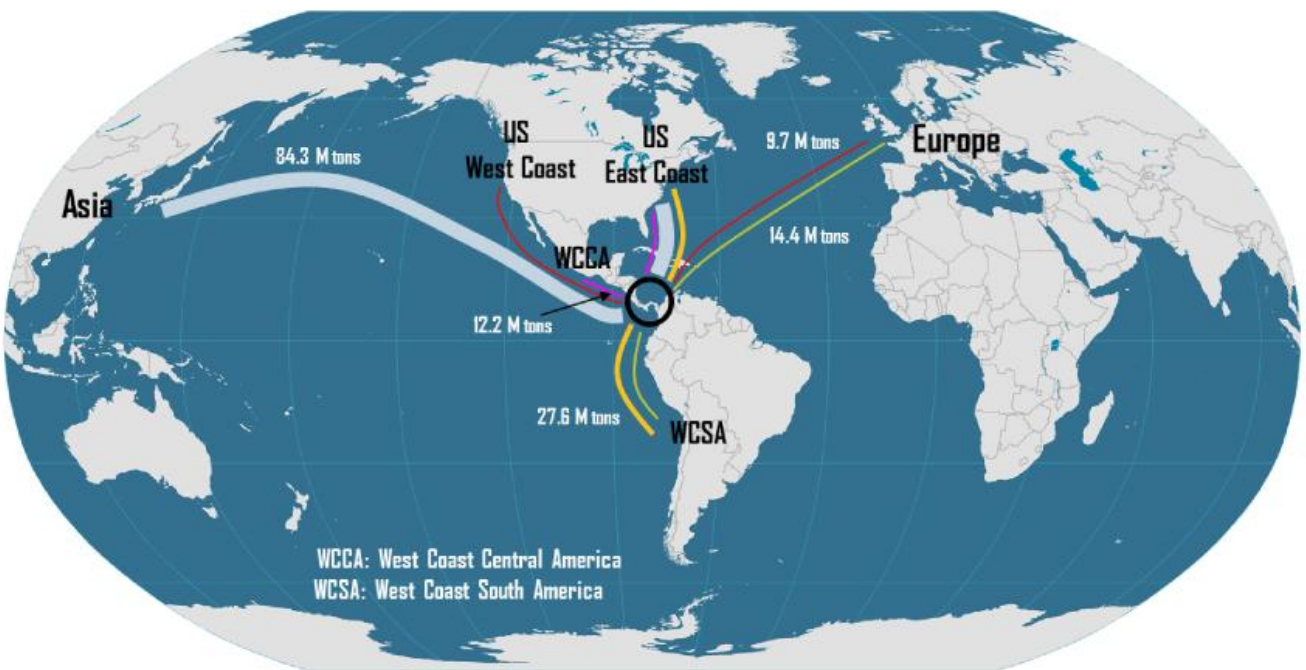 US
West Coast
US
East Coast
Europe
9.7 M tons
84.3 M tons
Asia
14.4 M tons
WCCA
12.2 M tons
27.6 M tons
WCSA
WCCA: West Coast Central America
WCSA: West Coast South America